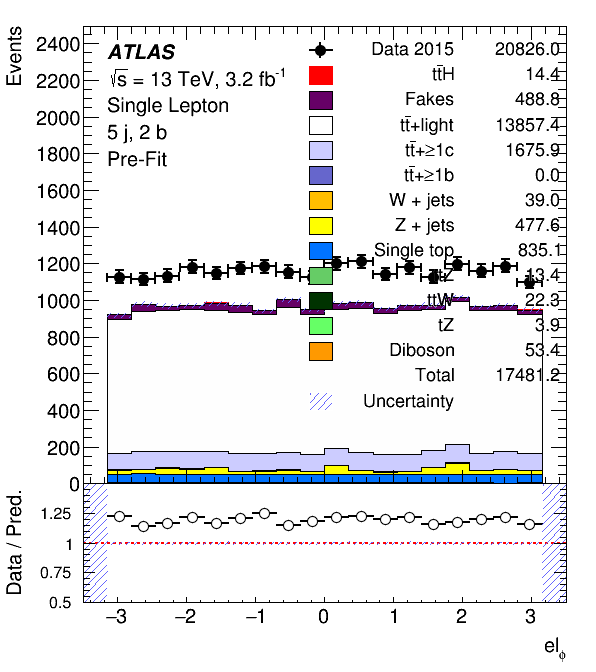 Events
2400
2200
2000
1800
1600
1400
1200
1000
800
600
400
200
0
ATLAS
√s = 13 TeV, 3.2 fb⁻¹
Single Lepton
5 j, 2 b
Pre-Fit
Data 2015 20826.0
tt̄H 14.4
Fakes 488.8
tt̄+light 13857.4
tt̄+≥1c 1675.9
tt̄+≥1b 0.0
W + jets 39.0
Z + jets 477.6
Single top 835.1
ttZ 13.4
ttW 22.3
tZ 3.9
Diboson 53.4
Total 17481.2
Uncertainty
Data / Pred.
1.25
1
0.75
0.5
−3 −2 −1 0 1 2 3
el_ϕ